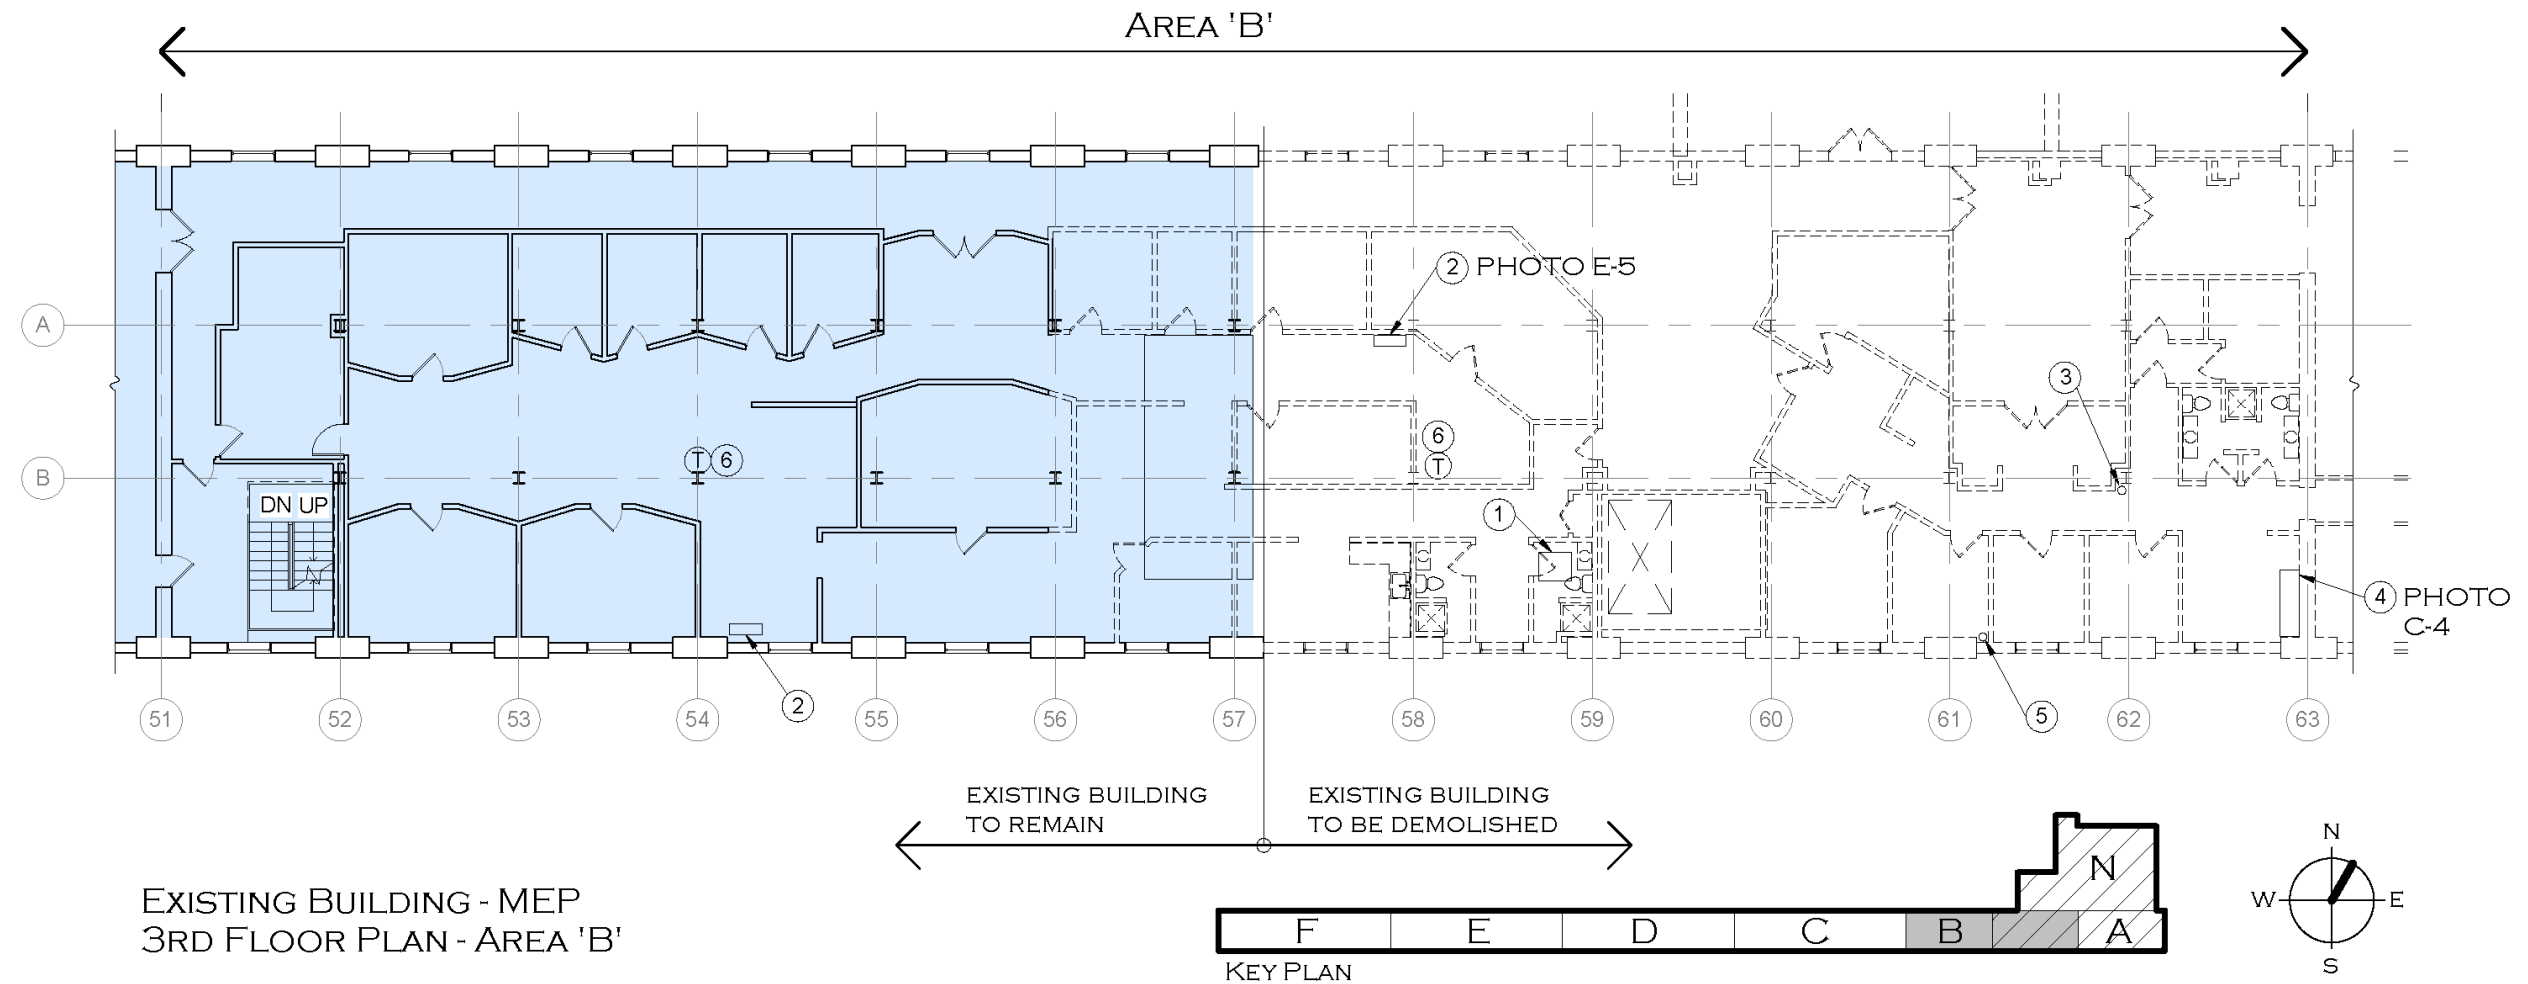 AREA 'B'
2 PHOTO E-5
A
3
6
T 6
T
B
DN UP
1
4 PHOTO
C-4
2
5
51 52 53 54 55 56 57 58 59 60 61 62 63
EXISTING BUILDING
TO REMAIN
EXISTING BUILDING
TO BE DEMOLISHED
EXISTING BUILDING - MEP
3RD FLOOR PLAN - AREA 'B'
N
F E D C B A
KEY PLAN
N
W E
S